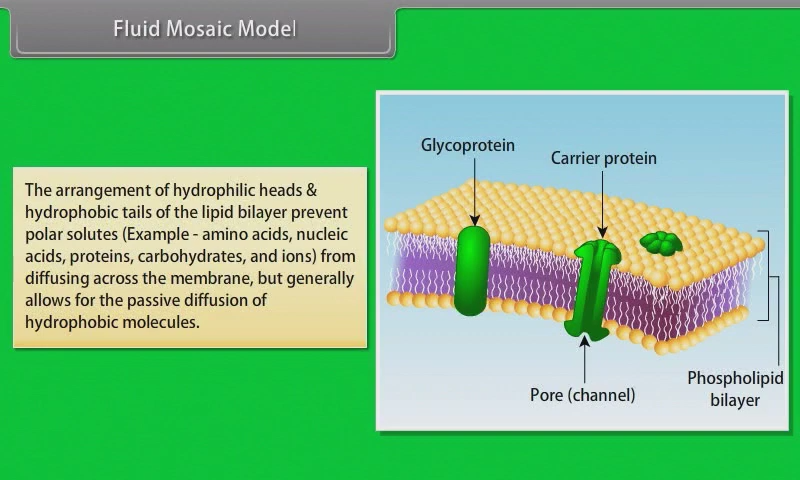 Fluid Mosaic Model
The arrangement of hydrophilic heads &
hydrophobic tails of the lipid bilayer prevent
polar solutes (Example - amino acids, nucleic
acids, proteins, carbohydrates, and ions) from
diffusing across the membrane, but generally
allows for the passive diffusion of
hydrophobic molecules.
Glycoprotein
Carrier protein
Pore (channel)
Phospholipid
bilayer